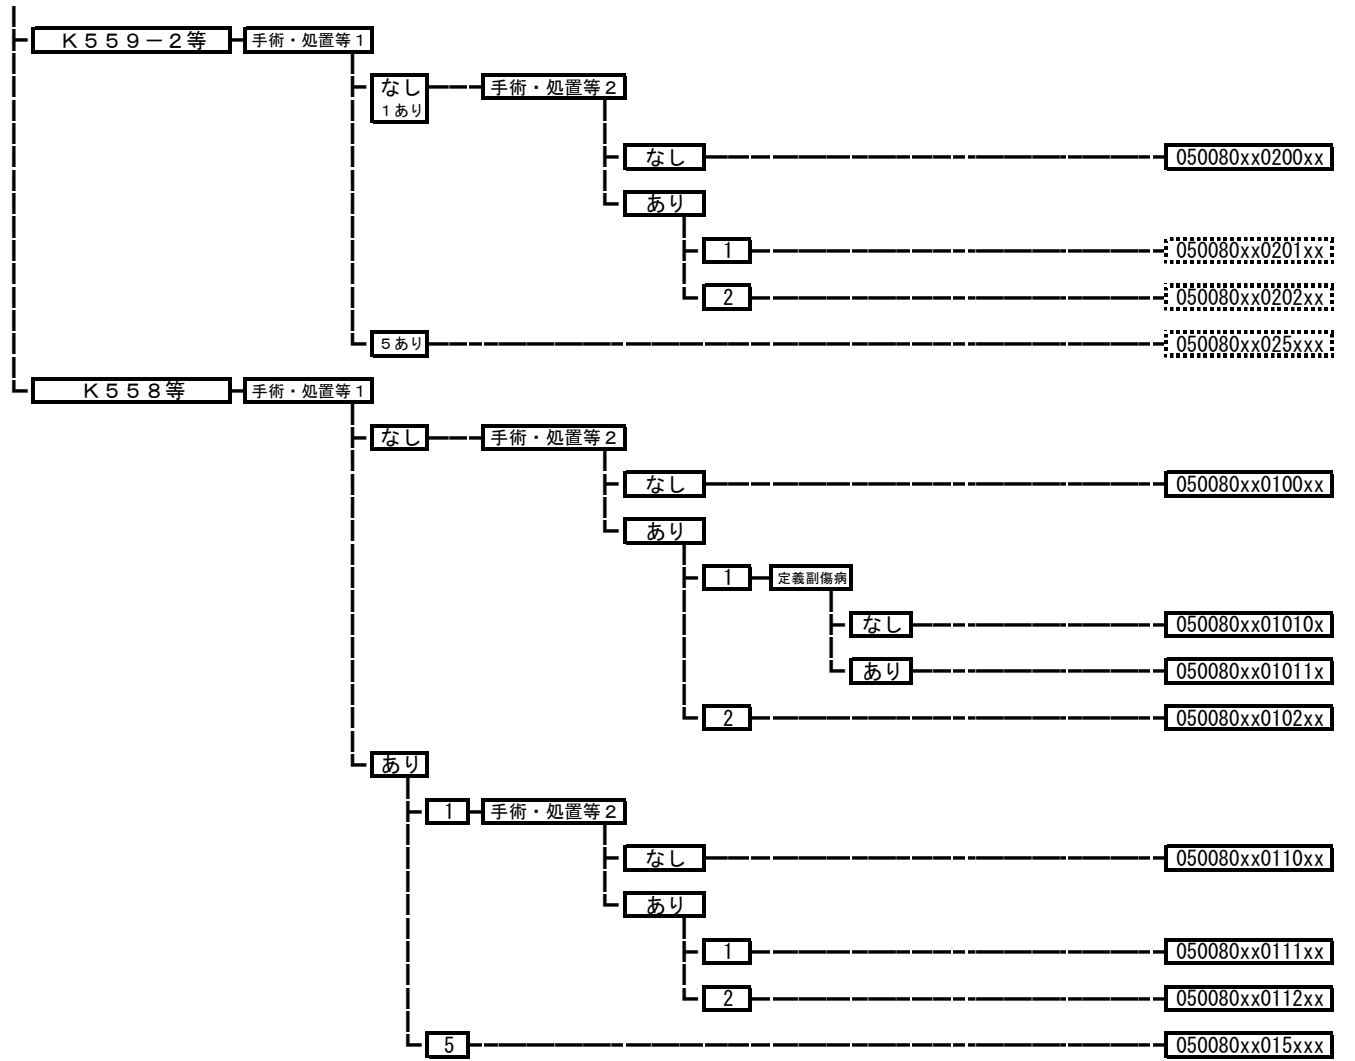 K559－2等 手術・処置等1
なし 手術・処置等2
1あり
なし 050080xx0200xx
あり
1 050080xx0201xx
2 050080xx0202xx
5あり 050080xx025xxx
K558等 手術・処置等1
なし 手術・処置等2
なし 050080xx0100xx
あり
1 定義副傷病
なし 050080xx01010x
あり 050080xx01011x
2 050080xx0102xx
あり
1 手術・処置等2
なし 050080xx0110xx
あり
1 050080xx0111xx
2 050080xx0112xx
5 050080xx015xxx